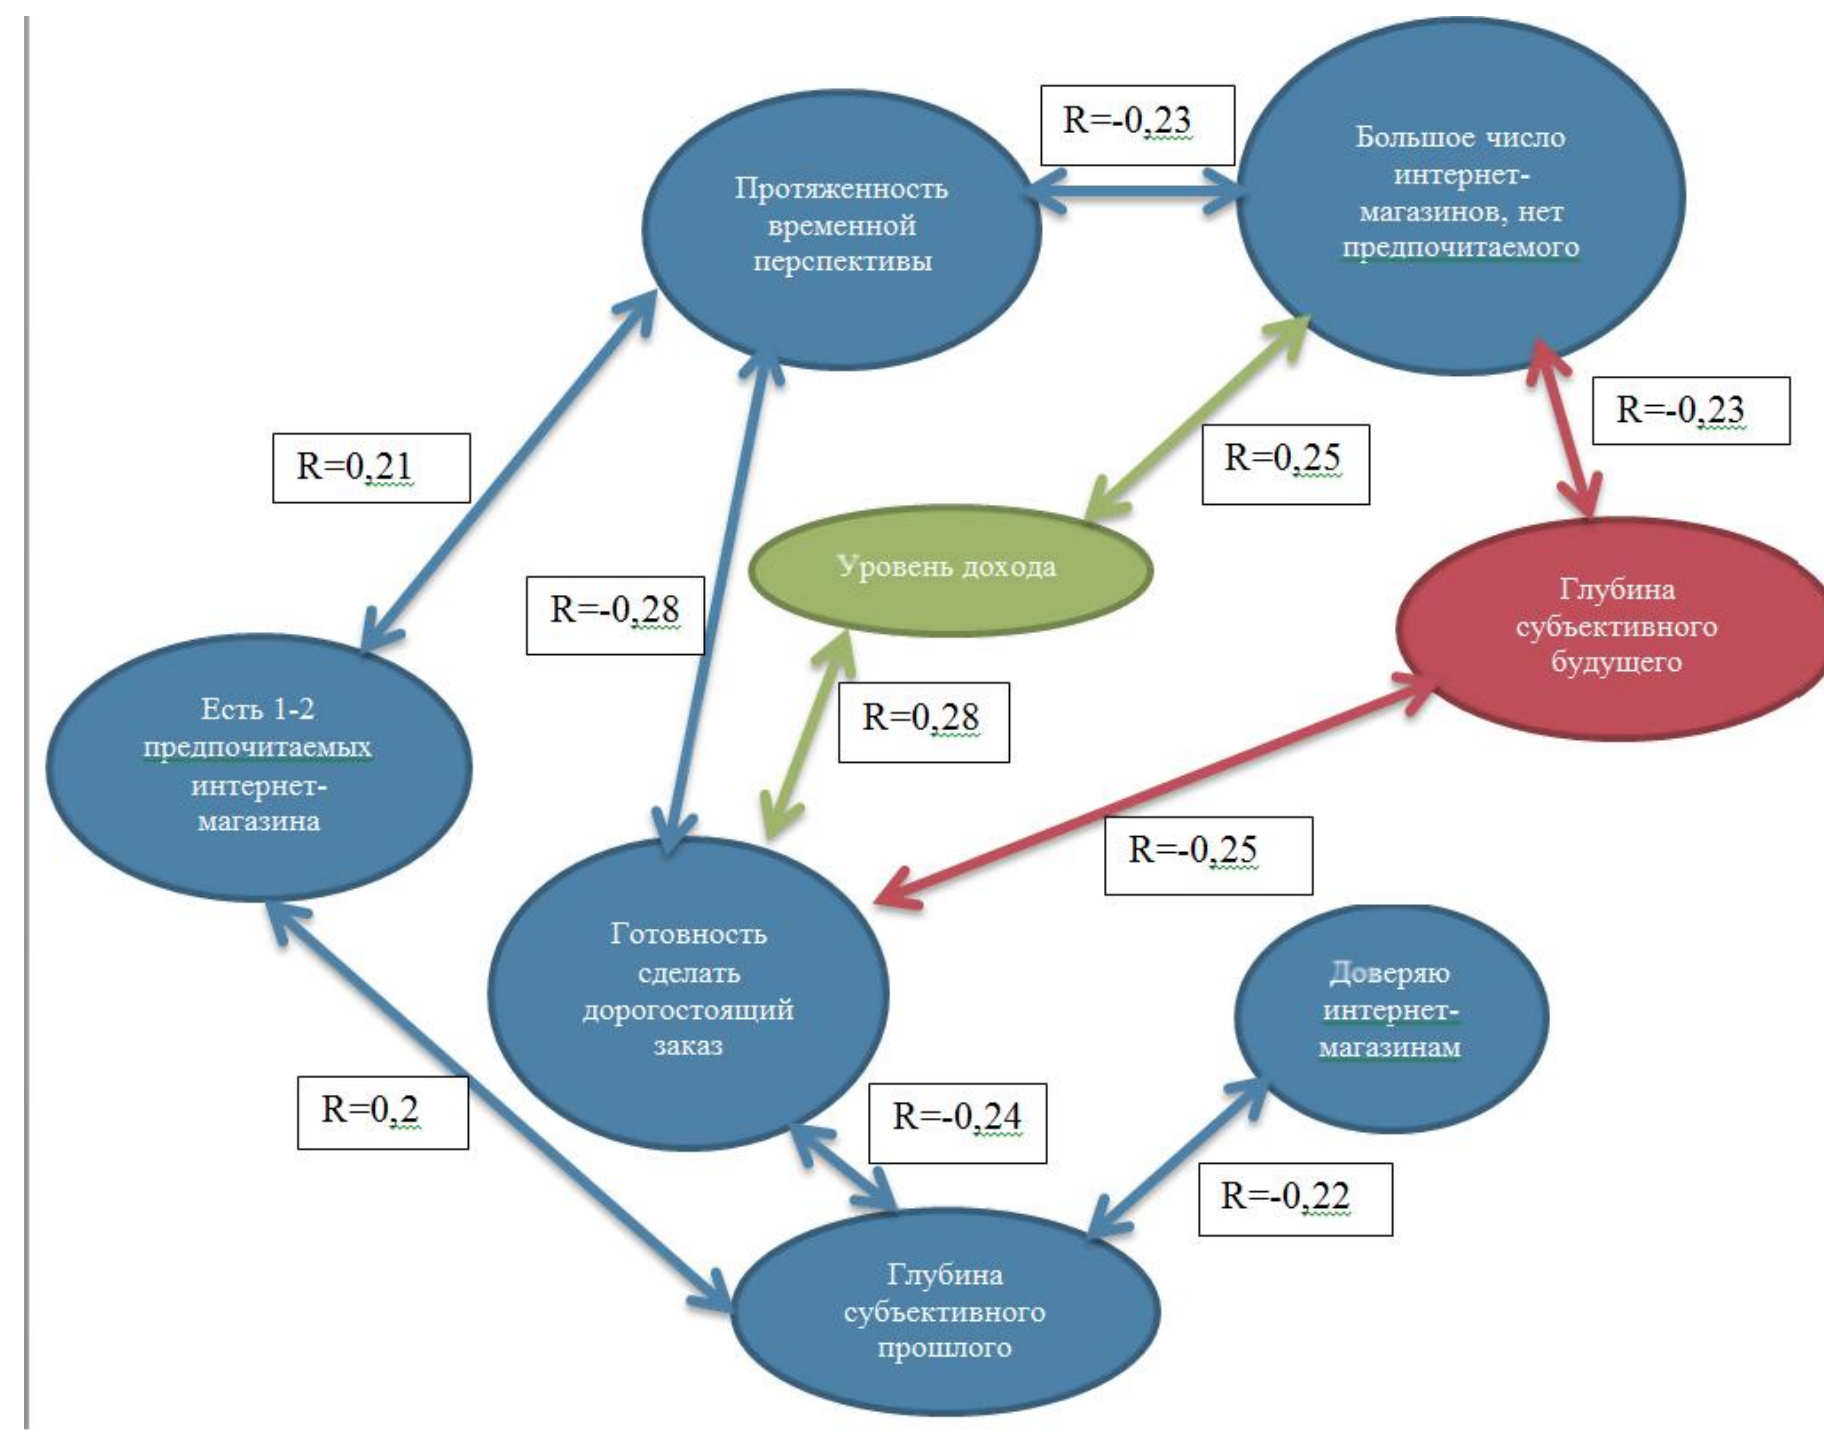 R=-0,23
Большое число
интернет-
магазинов, нет
предпочитаемого
Протяженность
временной
перспективы
R=-0,23
R=0,21
R=0,25
Уровень дохода
Глубина
субъективного
будущего
R=-0,28
R=0,28
Есть 1-2
предпочитаемых
интернет-
магазина
R=-0,25
Готовность
сделать
дорогостоящий
заказ
Доверяю
интернет-
магазинам
R=0,2
R=-0,24
R=-0,22
Глубина
субъективного
прошлого